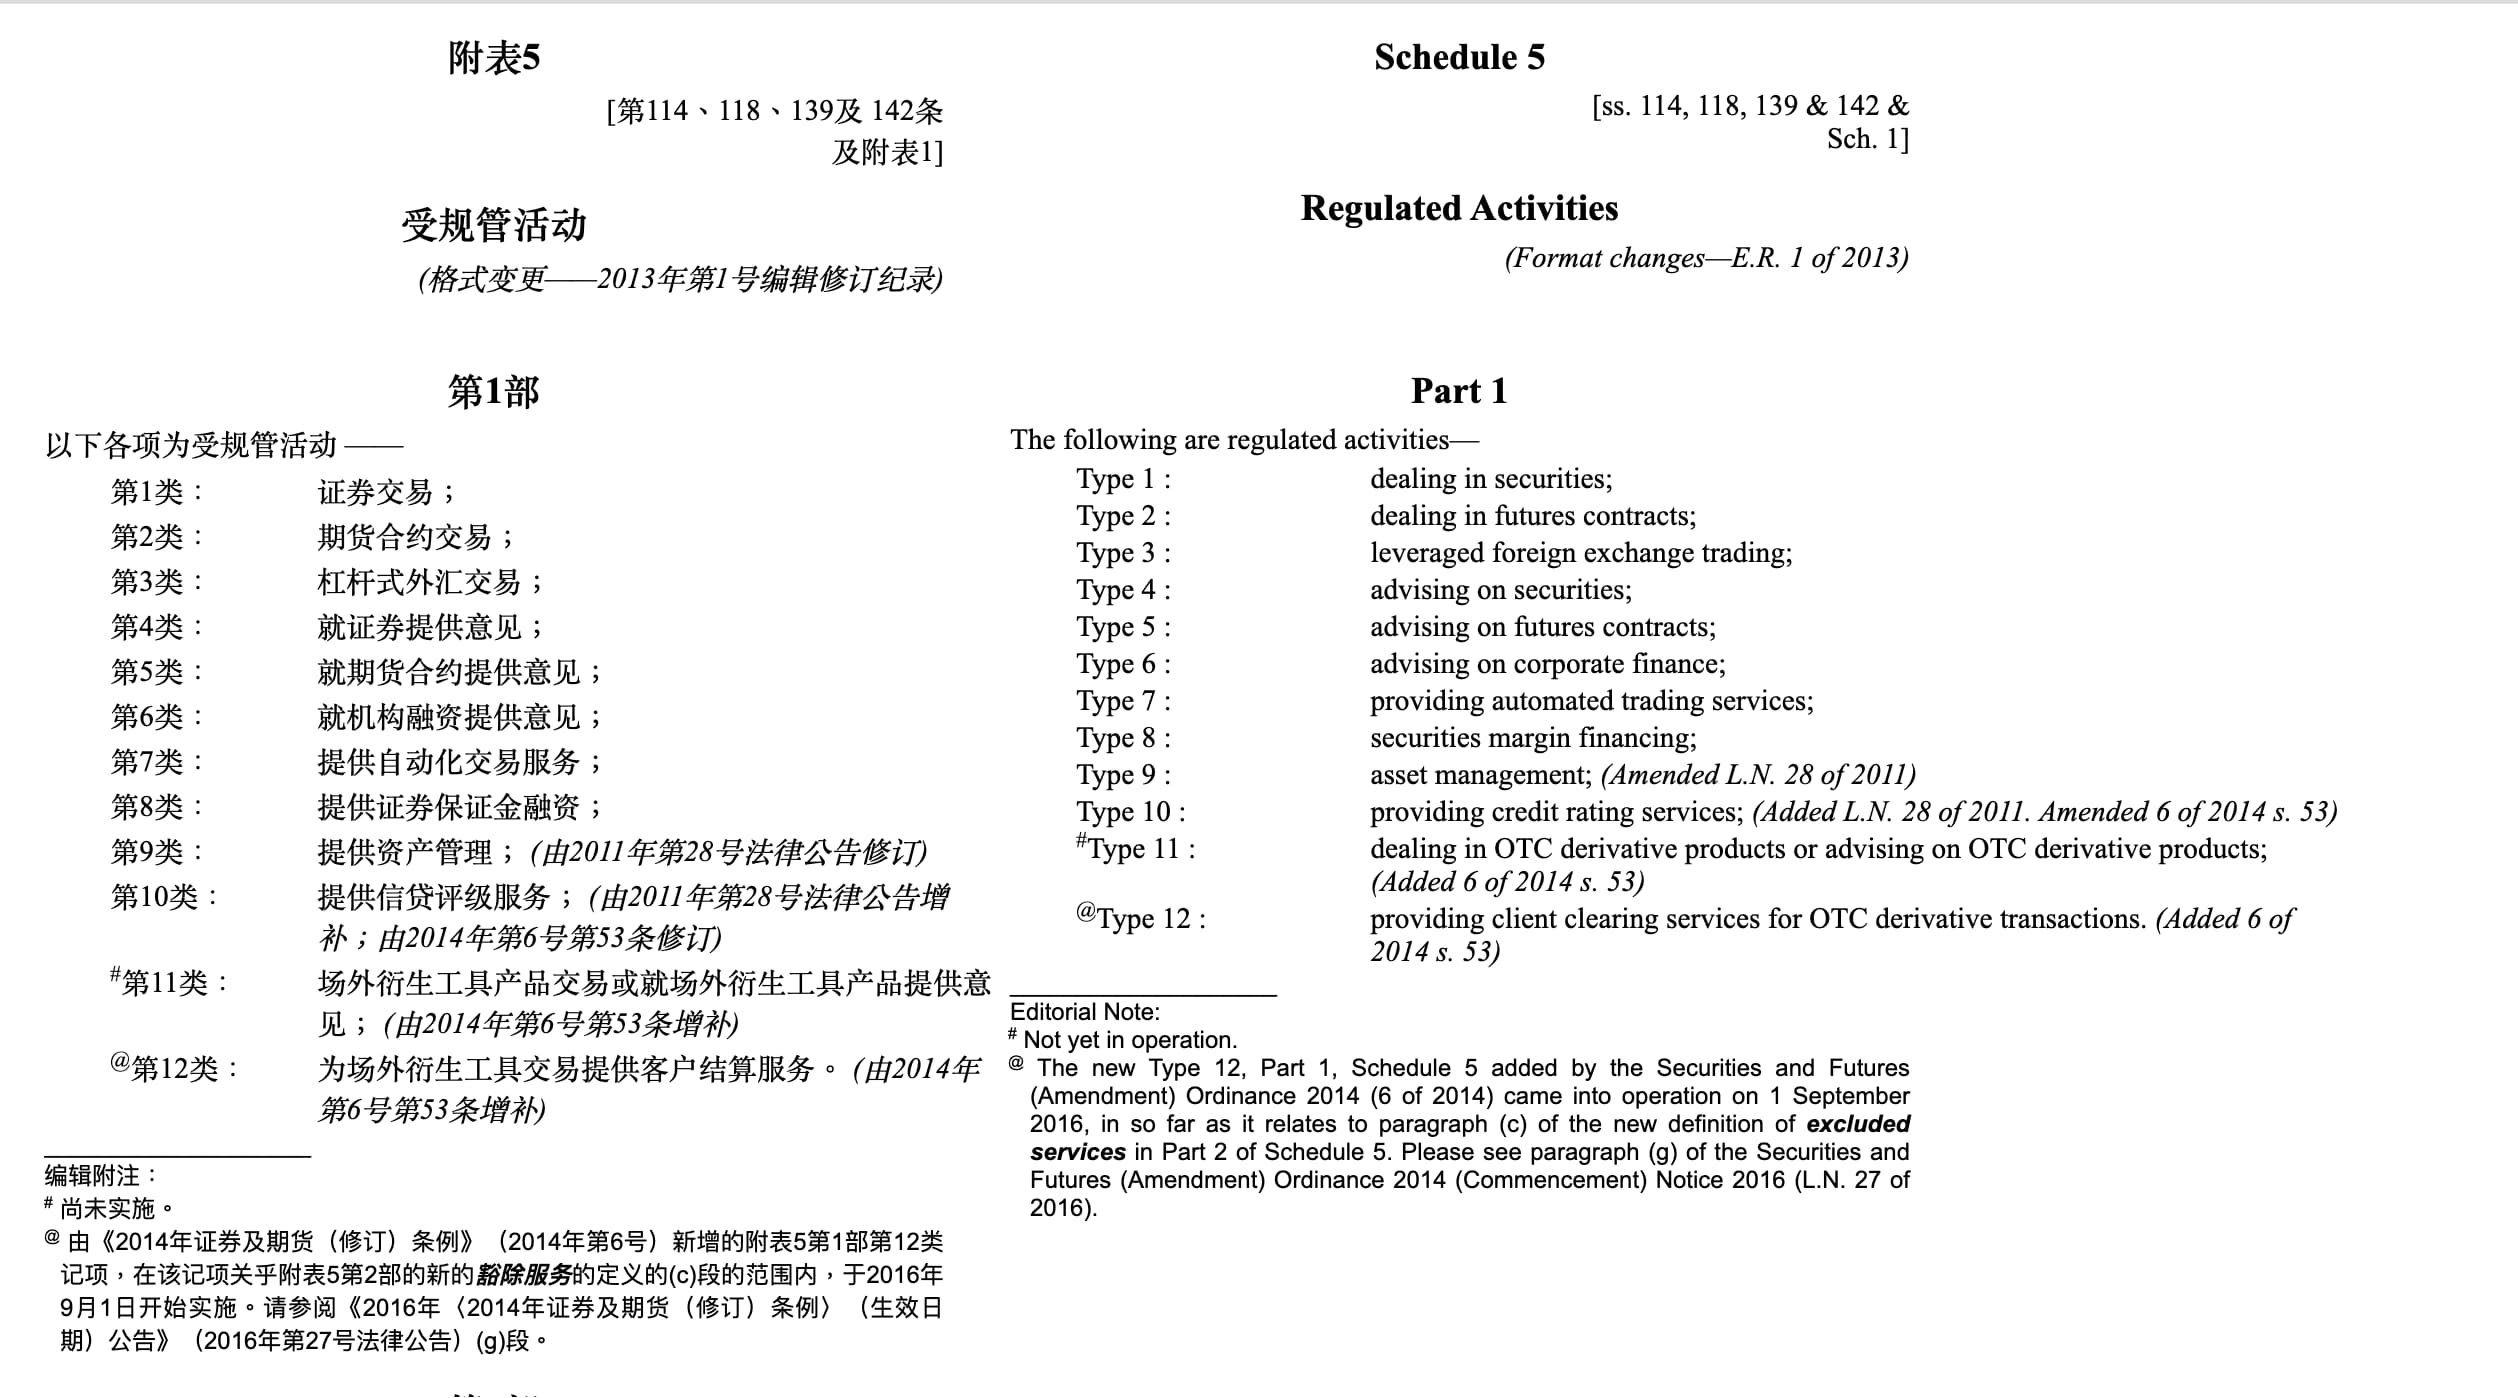 附表5
[第114、118、139及 142条
及附表1]
受规管活动
(格式变更——2013年第1号编辑修订纪录)
第1部
以下各项为受规管活动 ——
第1类： 证券交易；
第2类： 期货合约交易；
第3类： 杠杆式外汇交易；
第4类： 就证券提供意见；
第5类： 就期货合约提供意见；
第6类： 就机构融资提供意见；
第7类： 提供自动化交易服务；
第8类： 提供证券保证金融资；
第9类： 提供资产管理；(由2011年第28号法律公告修订)
第10类： 提供信贷评级服务；(由2011年第28号法律公告增
补；由2014年第6号第53条修订)
#第11类： 场外衍生工具产品交易或就场外衍生工具产品提供意
见；(由2014年第6号第53条增补)
@第12类： 为场外衍生工具交易提供客户结算服务。(由2014年
第6号第53条增补)
编辑附注：
# 尚未实施。
@ 由《2014年证券及期货（修订）条例》（2014年第6号）新增的附表5第1部第12类
记项，在该记项关乎附表5第2部的新的豁除服务的定义的(c)段的范围内，于2016年
9月1日开始实施。请参阅《2016年〈2014年证券及期货（修订）条例〉（生效日
期）公告》（2016年第27号法律公告）(g)段。
Schedule 5
[ss. 114, 118, 139 & 142 &
Sch. 1]
Regulated Activities
(Format changes—E.R. 1 of 2013)
Part 1
The following are regulated activities—
Type 1 : dealing in securities;
Type 2 : dealing in futures contracts;
Type 3 : leveraged foreign exchange trading;
Type 4 : advising on securities;
Type 5 : advising on futures contracts;
Type 6 : advising on corporate finance;
Type 7 : providing automated trading services;
Type 8 : securities margin financing;
Type 9 : asset management; (Amended L.N. 28 of 2011)
Type 10 : providing credit rating services; (Added L.N. 28 of 2011. Amended 6 of 2014 s. 53)
#Type 11 : dealing in OTC derivative products or advising on OTC derivative products;
(Added 6 of 2014 s. 53)
@Type 12 : providing client clearing services for OTC derivative transactions. (Added 6 of
2014 s. 53)
Editorial Note:
# Not yet in operation.
@ The new Type 12, Part 1, Schedule 5 added by the Securities and Futures
(Amendment) Ordinance 2014 (6 of 2014) came into operation on 1 September
2016, in so far as it relates to paragraph (c) of the new definition of excluded
services in Part 2 of Schedule 5. Please see paragraph (g) of the Securities and
Futures (Amendment) Ordinance 2014 (Commencement) Notice 2016 (L.N. 27 of
2016).